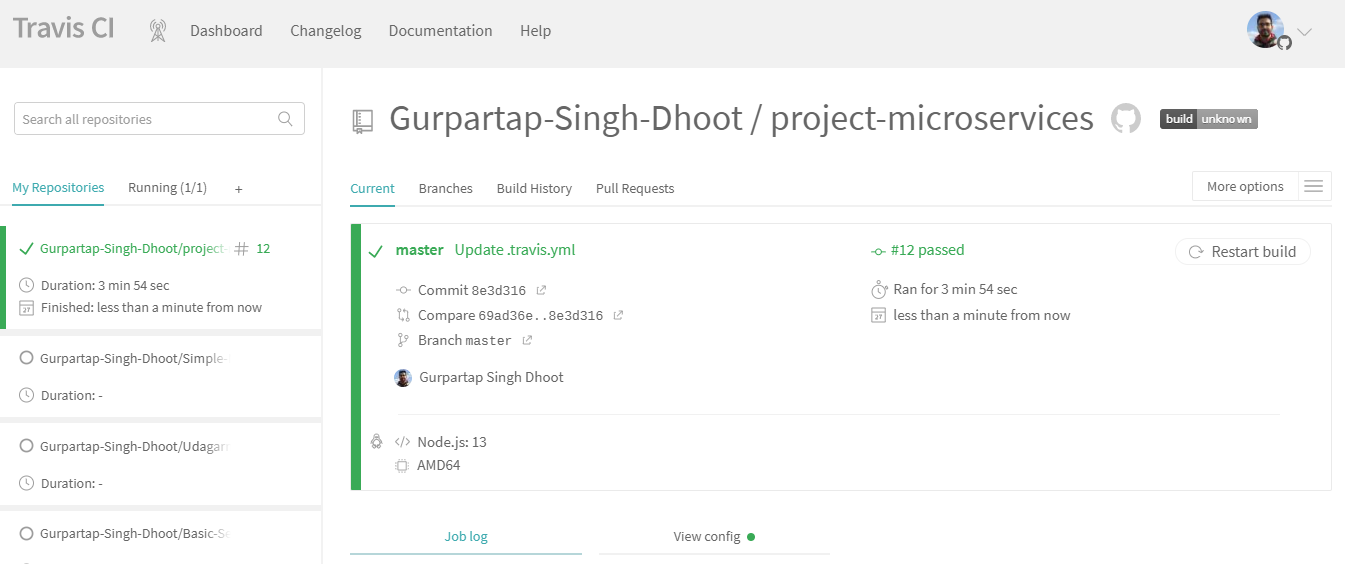 Travis CI Dashboard Changelog Documentation Help
Search all repositories
My Repositories Running (1/1) +
Gurpartap-Singh-Dhoot/project- # 12
Duration: 3 min 54 sec
Finished: less than a minute from now
Gurpartap-Singh-Dhoot/Simple-
Duration: -
Gurpartap-Singh-Dhoot/Udagam
Duration: -
Gurpartap-Singh-Dhoot/Basic-Se
Gurpartap-Singh-Dhoot / project-microservices build unknown
Current Branches Build History Pull Requests More options
master Update .travis.yml #12 passed Restart build
Commit 8e3d316 Ran for 3 min 54 sec
Compare 69ad36e..8e3d316 less than a minute from now
Branch master
Gurpartap Singh Dhoot
Node.js: 13
AMD64
Job log View config